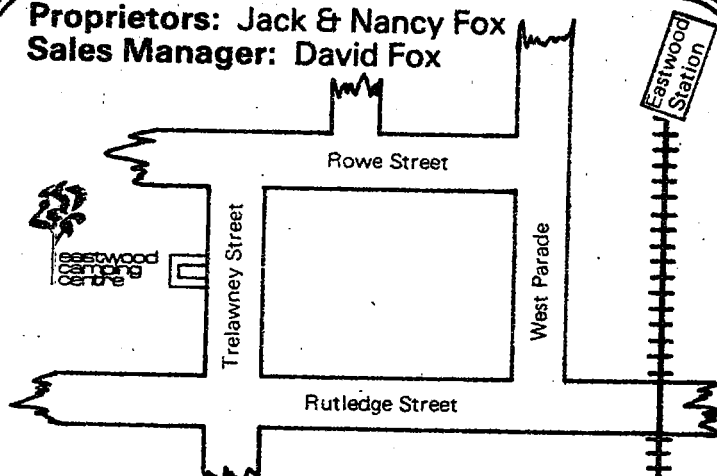 Proprietors: Jack & Nancy Fox
Sales Manager: David Fox
Eastwood
Station
Rowe Street
Trelawney Street
eastwood
camping
centre
West Parade
Rutledge Street